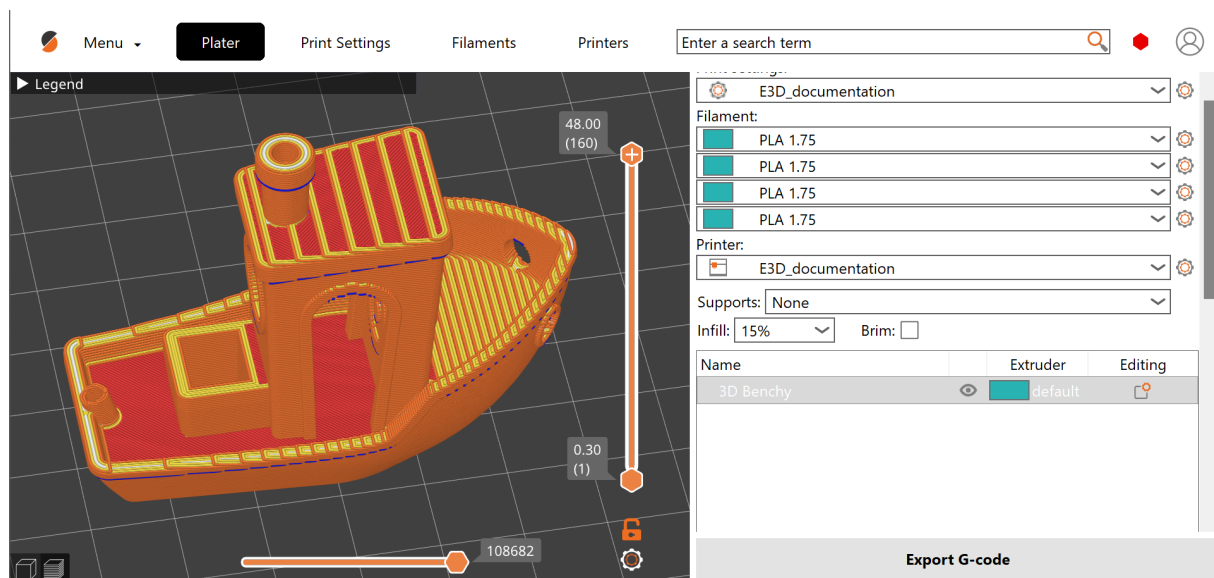 Menu
Plater
Print Settings
Filaments
Printers
Enter a search term
Legend
48.00
(160)
0.30
(1)
108682
Print settings:
E3D_documentation
Filament:
PLA 1.75
PLA 1.75
PLA 1.75
PLA 1.75
Printer:
E3D_documentation
Supports: None
Infill: 15% Brim:
Name Extruder Editing
3D Benchy default
Export G-code